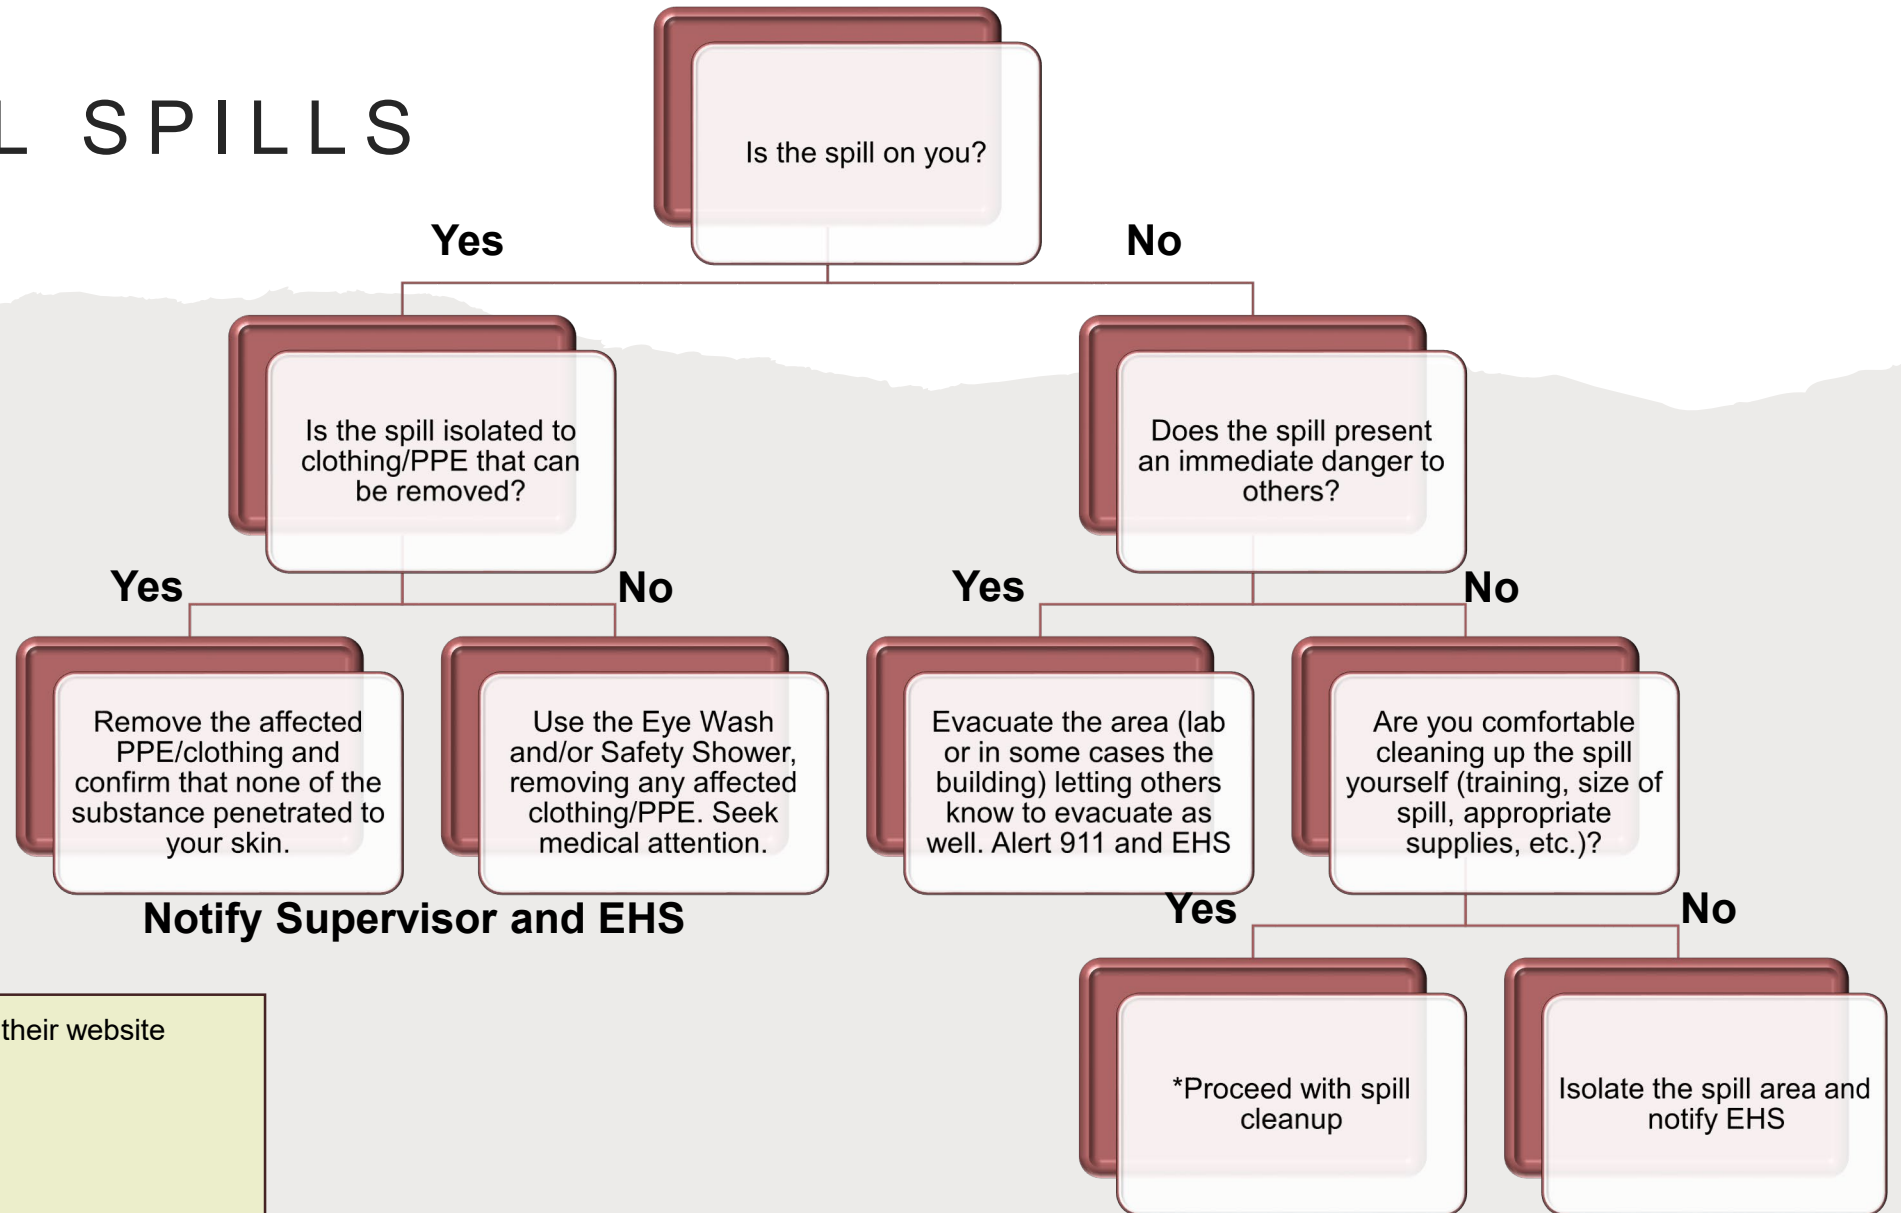 L SPILLS
Is the spill on you?
Yes
No
Is the spill isolated to
clothing/PPE that can
be removed?
Does the spill present
an immediate danger to
others?
Yes
No
Yes
No
Remove the affected
PPE/clothing and
confirm that none of the
substance penetrated to
your skin.
Use the Eye Wash
and/or Safety Shower,
removing any affected
clothing/PPE. Seek
medical attention.
Evacuate the area (lab
or in some cases the
building) letting others
know to evacuate as
well. Alert 911 and EHS
Are you comfortable
cleaning up the spill
yourself (training, size of
spill, appropriate
supplies, etc.)?
Notify Supervisor and EHS
Yes
No
their website
*Proceed with spill
cleanup
Isolate the spill area and
notify EHS